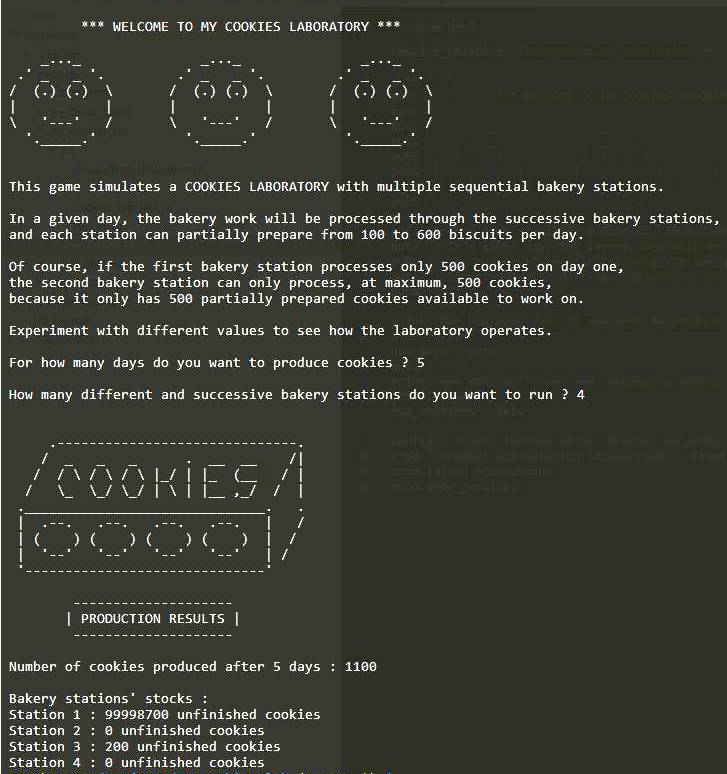 *** WELCOME TO MY COOKIES LABORATORY ***
This game simulates a COOKIES LABORATORY with multiple sequential bakery stations.
In a given day, the bakery work will be processed through the successive bakery stations,
and each station can partially prepare from 100 to 600 biscuits per day.
Of course, if the first bakery station processes only 500 cookies on day one,
the second bakery station can only process, at maximum, 500 cookies,
because it only has 500 partially prepared cookies available to work on.
Experiment with different values to see how the laboratory operates.
For how many days do you want to produce cookies ? 5
How many different and successive bakery stations do you want to run ? 4
COOKIES
| PRODUCTION RESULTS |
Number of cookies produced after 5 days : 1100
Bakery stations' stocks :
Station 1 : 99998700 unfinished cookies
Station 2 : 0 unfinished cookies
Station 3 : 200 unfinished cookies
Station 4 : 0 unfinished cookies